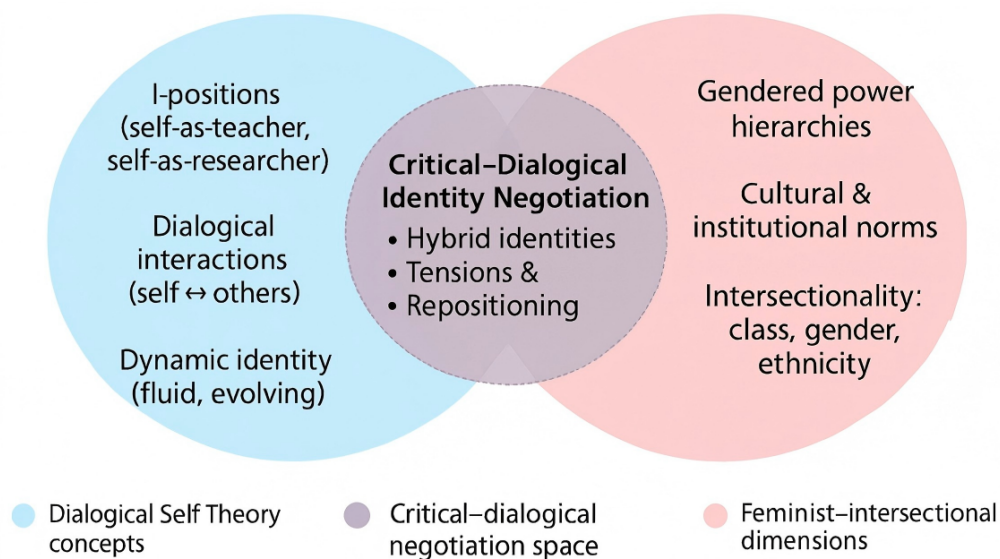 I-positions
(self-as-teacher,
self-as-researcher)
Dialogical
interactions
(self ↔ others)
Dynamic identity
(fluid, evolving)
Critical–Dialogical
Identity Negotiation
• Hybrid identities
• Tensions &
• Repositioning
Gendered power
hierarchies
Cultural &
institutional norms
Intersectionality:
class, gender,
ethnicity
Dialogical Self Theory
concepts
Critical–dialogical
negotiation space
Feminist–intersectional
dimensions